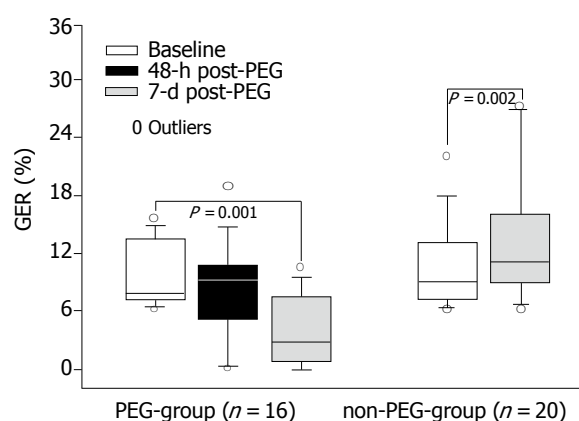 36
30
24
18
12
6
0
GER (%)
Baseline
48-h post-PEG
7-d post-PEG
0 Outliers
P = 0.001
P = 0.002
PEG-group (n = 16)
non-PEG-group (n = 20)